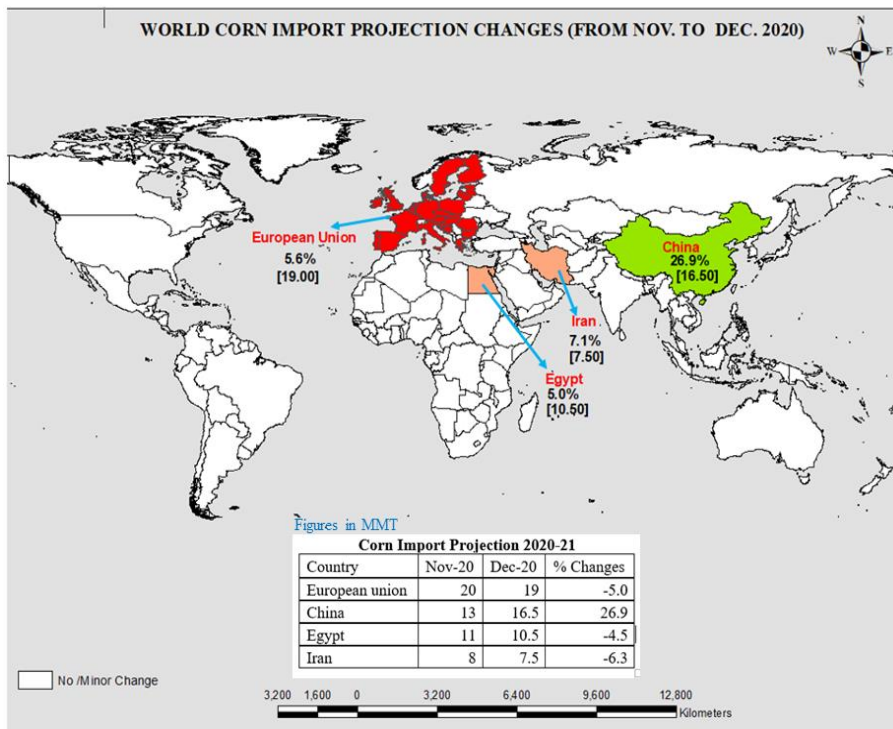 WORLD CORN IMPORT PROJECTION CHANGES (FROM NOV. TO DEC. 2020)
N
W E
S
European Union
5.6%
[19.00]
China
26.9%
[16.50]
Iran
7.1%
[7.50]
Egypt
5.0%
[10.50]
Figures in MMT
Corn Import Projection 2020-21
Country Nov-20 Dec-20 % Changes
European union 20 19 -5.0
China 13 16.5 26.9
Egypt 11 10.5 -4.5
Iran 8 7.5 -6.3
No /Minor Change
3,200 1,600 0 3,200 6,400 9,600 12,800
Kilometers